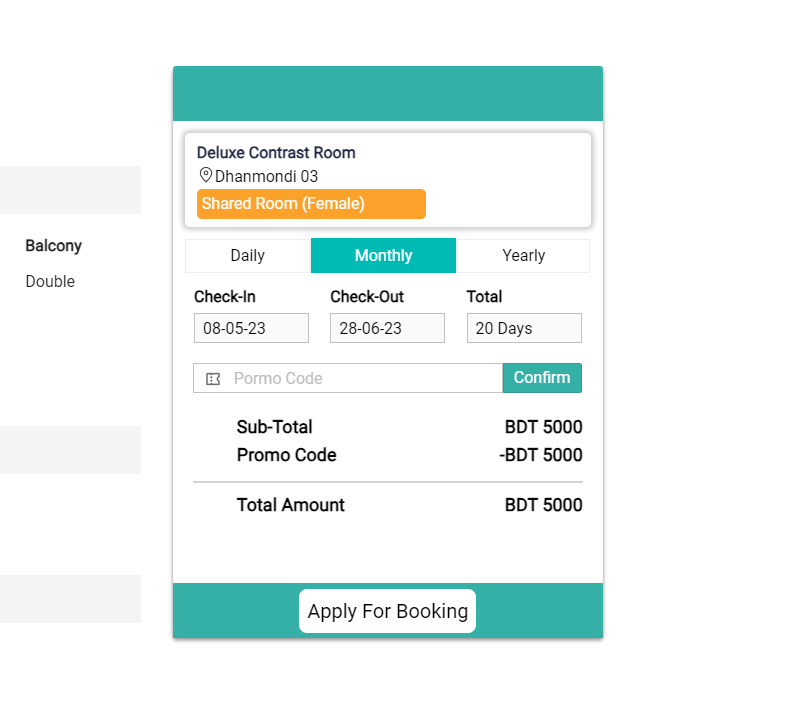 Balcony
Double
Deluxe Contrast Room
Dhanmondi 03
Shared Room (Female)
Daily Monthly Yearly
Check-In Check-Out Total
08-05-23 28-06-23 20 Days
Pormo Code Confirm
Sub-Total BDT 5000
Promo Code -BDT 5000
Total Amount BDT 5000
Apply For Booking